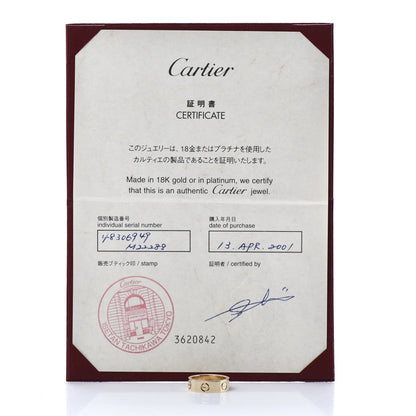 Cartier
証明書
CERTIFICATE
このジュエリーは、18金またはプラチナを使用した
カルティエの製品であることを証明いたします。
Made in 18K gold or in platinum, we certify
that this is an authentic Cartier jewel.
個別製造番号
individual serial number
48306949
M22288
購入年月日
date of purchase
13. APR. 2001
販売ブティック印 / stamp
証明者 / certified by
Cartier
ISETAN TACHIKAWA TOKYO
3620842